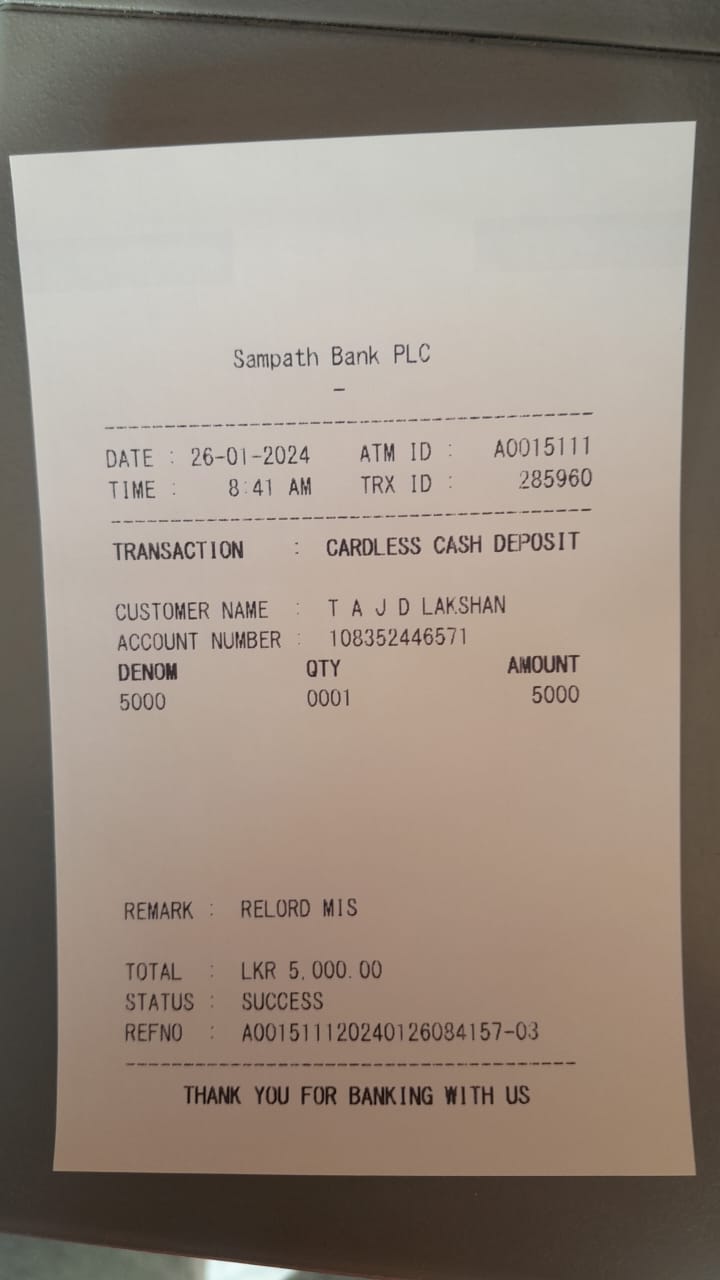 Sampath Bank PLC
-
DATE : 26-01-2024 ATM ID : A0015111
TIME : 8:41 AM TRX ID : 285960
TRANSACTION : CARDLESS CASH DEPOSIT
CUSTOMER NAME : T A J D LAKSHAN
ACCOUNT NUMBER : 108352446571
DENOM QTY AMOUNT
5000 0001 5000
REMARK : RELORD MIS
TOTAL : LKR 5,000.00
STATUS : SUCCESS
REFNO : A001511120240126084157-03
THANK YOU FOR BANKING WITH US